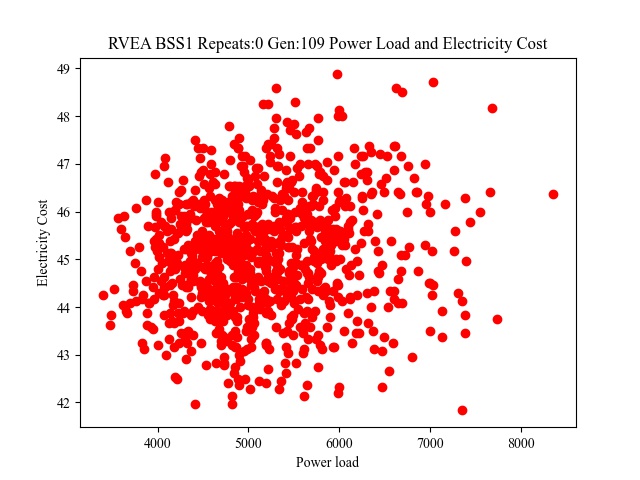 RVEA BSS1 Repeats:0 Gen:109 Power Load and Electricity Cost
49
48
47
46
45
44
43
42
Electricity Cost
4000 5000 6000 7000 8000
Power load